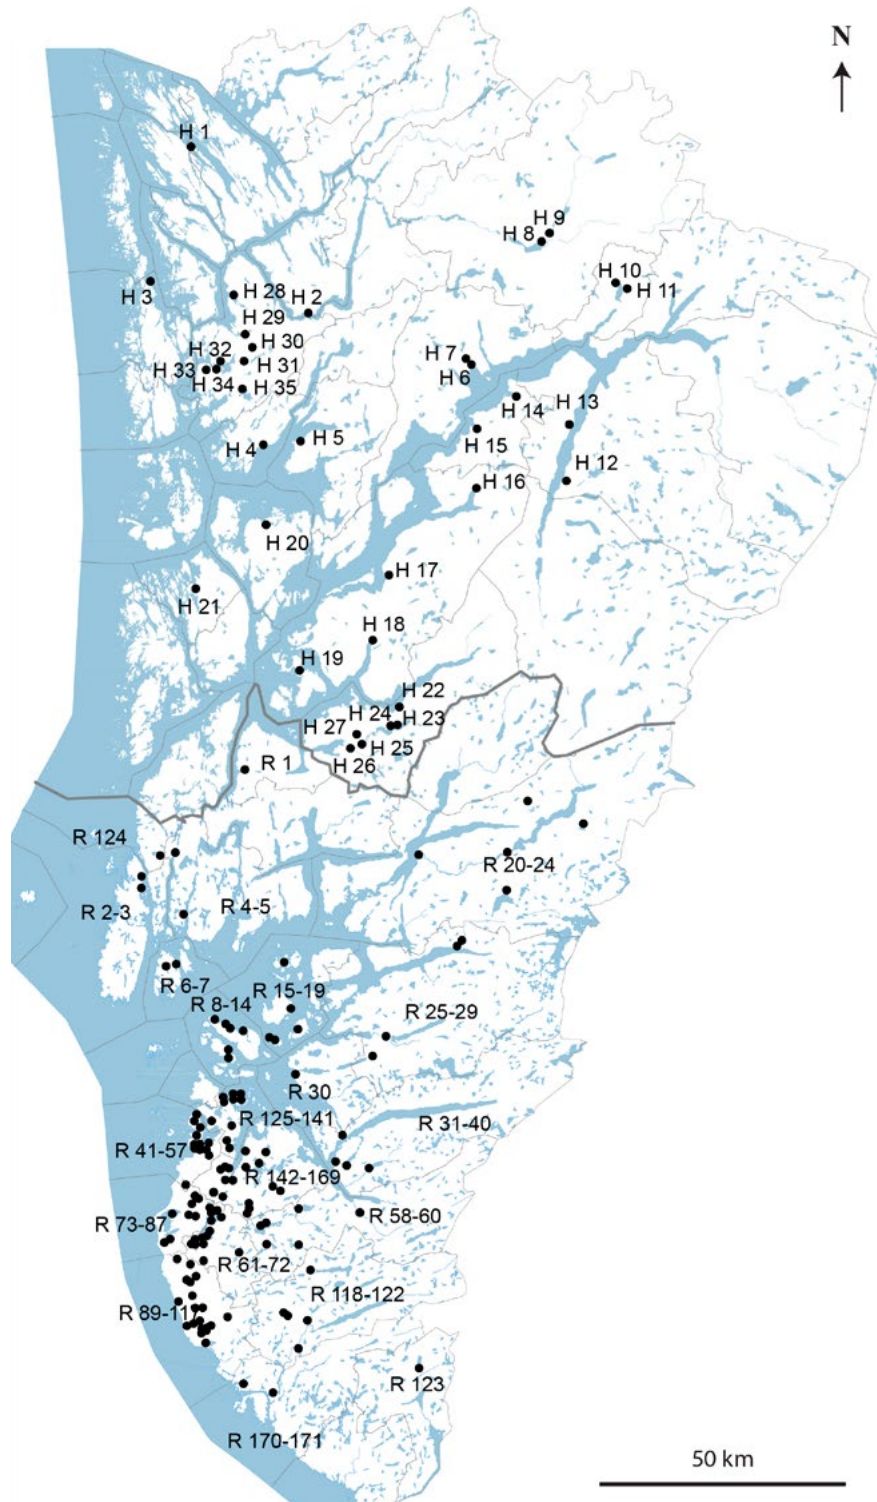 N
H 1
H 9
H 8
H 10
H 11
H 3
H 28
H 2
H 29
H 30
H 32
H 31
H 33
H 34
H 35
H 7
H 6
H 14
H 13
H 15
H 4
H 5
H 12
H 16
H 20
H 17
H 21
H 18
H 19
H 22
H 24
H 23
H 27
H 25
H 26
R 1
R 124
R 20-24
R 2-3
R 4-5
R 6-7
R 15-19
R 8-14
R 25-29
R 30
R 125-141
R 31-40
R 41-57
R 142-169
R 73-87
R 58-60
R 61-72
R 118-122
R 89-117
R 123
R 170-171
50 km